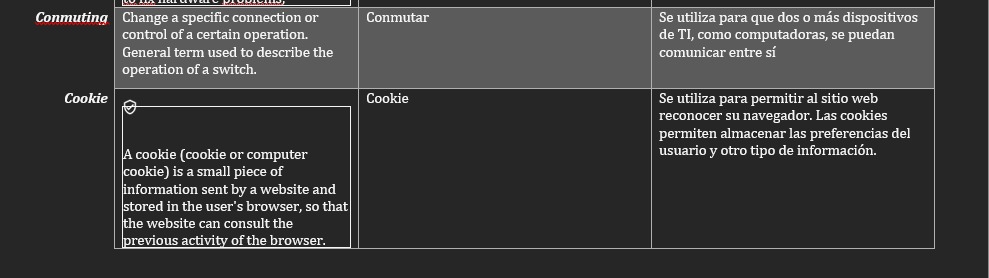 to fix hardware problems,
Conmuting
Change a specific connection or
control of a certain operation.
General term used to describe the
operation of a switch.
Conmutar
Se utiliza para que dos o más dispositivos
de TI, como computadoras, se puedan
comunicar entre sí
Cookie
A cookie (cookie or computer
cookie) is a small piece of
information sent by a website and
stored in the user's browser, so that
the website can consult the
previous activity of the browser.
Cookie
Se utiliza para permitir al sitio web
reconocer su navegador. Las cookies
permiten almacenar las preferencias del
usuario y otro tipo de información.